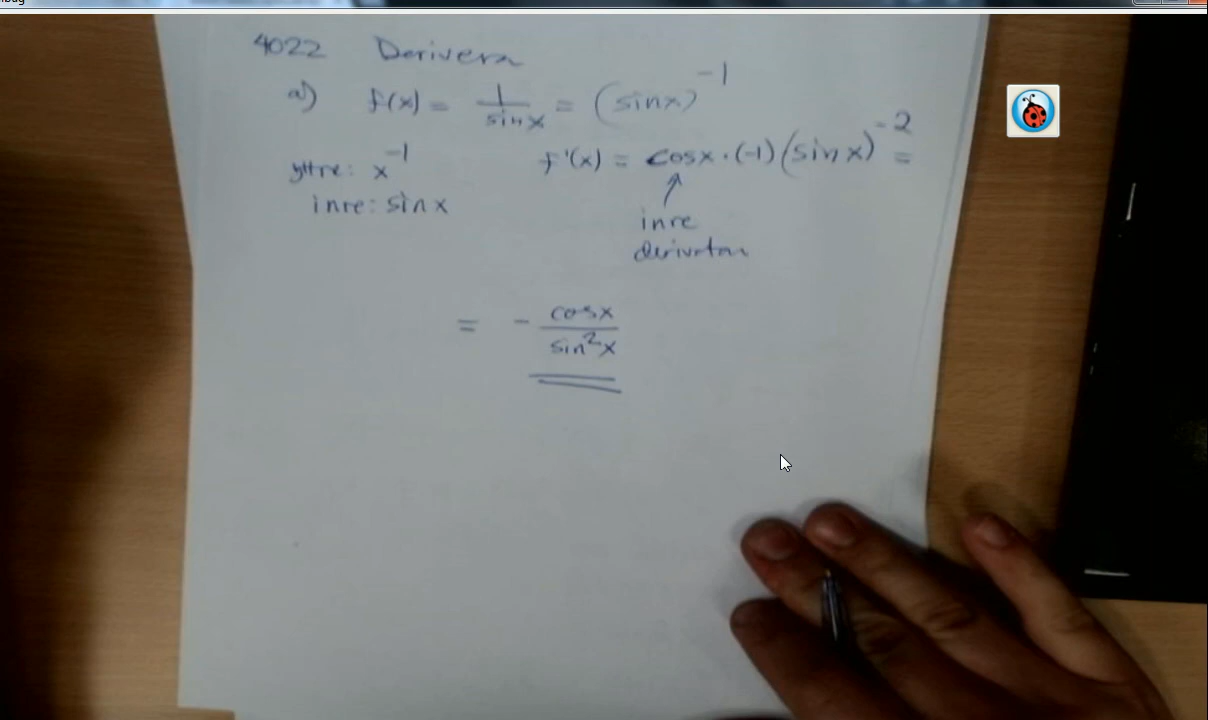 4022 Derivera
a) f(x) = 1/sinx = (sinx)^-1
yttre: x^-1
inre: sinx
f'(x) = cosx · (-1)(sinx)^-2 =
↑
inre
derivatan
= - cosx/sin²x